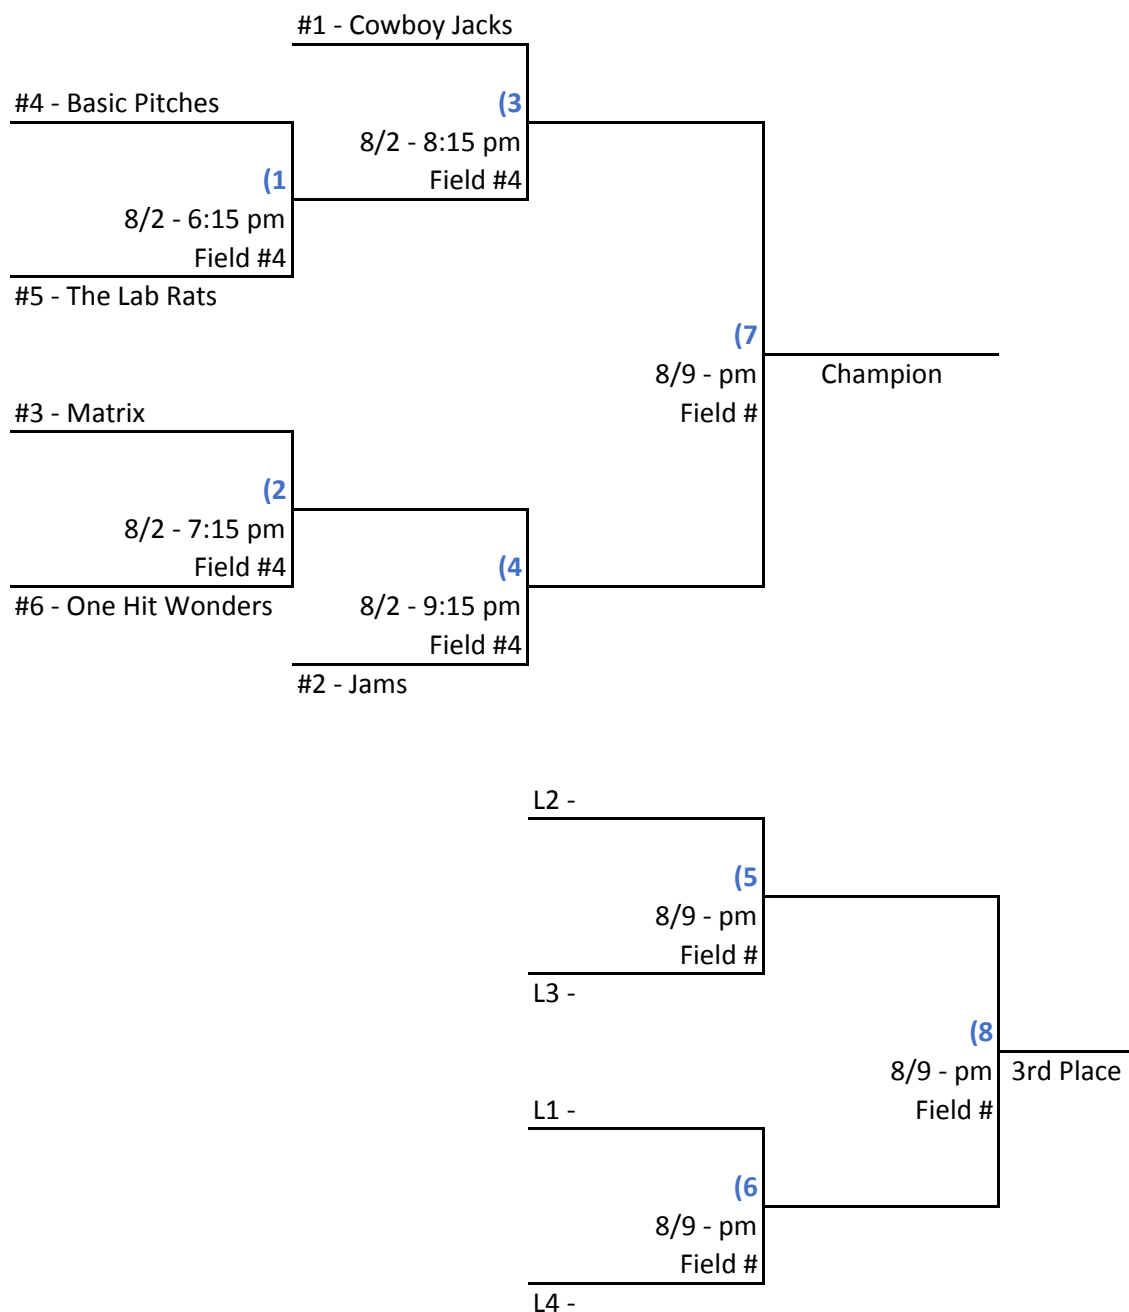 #1 - Cowboy Jacks
#4 - Basic Pitches
(3
8/2 - 8:15 pm
Field #4
(1
8/2 - 6:15 pm
Field #4
#5 - The Lab Rats
(7
8/9 - pm
Field #
Champion
#3 - Matrix
(2
8/2 - 7:15 pm
Field #4
#6 - One Hit Wonders
(4
8/2 - 9:15 pm
Field #4
#2 - Jams
L2 -
(5
8/9 - pm
Field #
L3 -
(8
8/9 - pm
Field #
3rd Place
L1 -
(6
8/9 - pm
Field #
L4 -